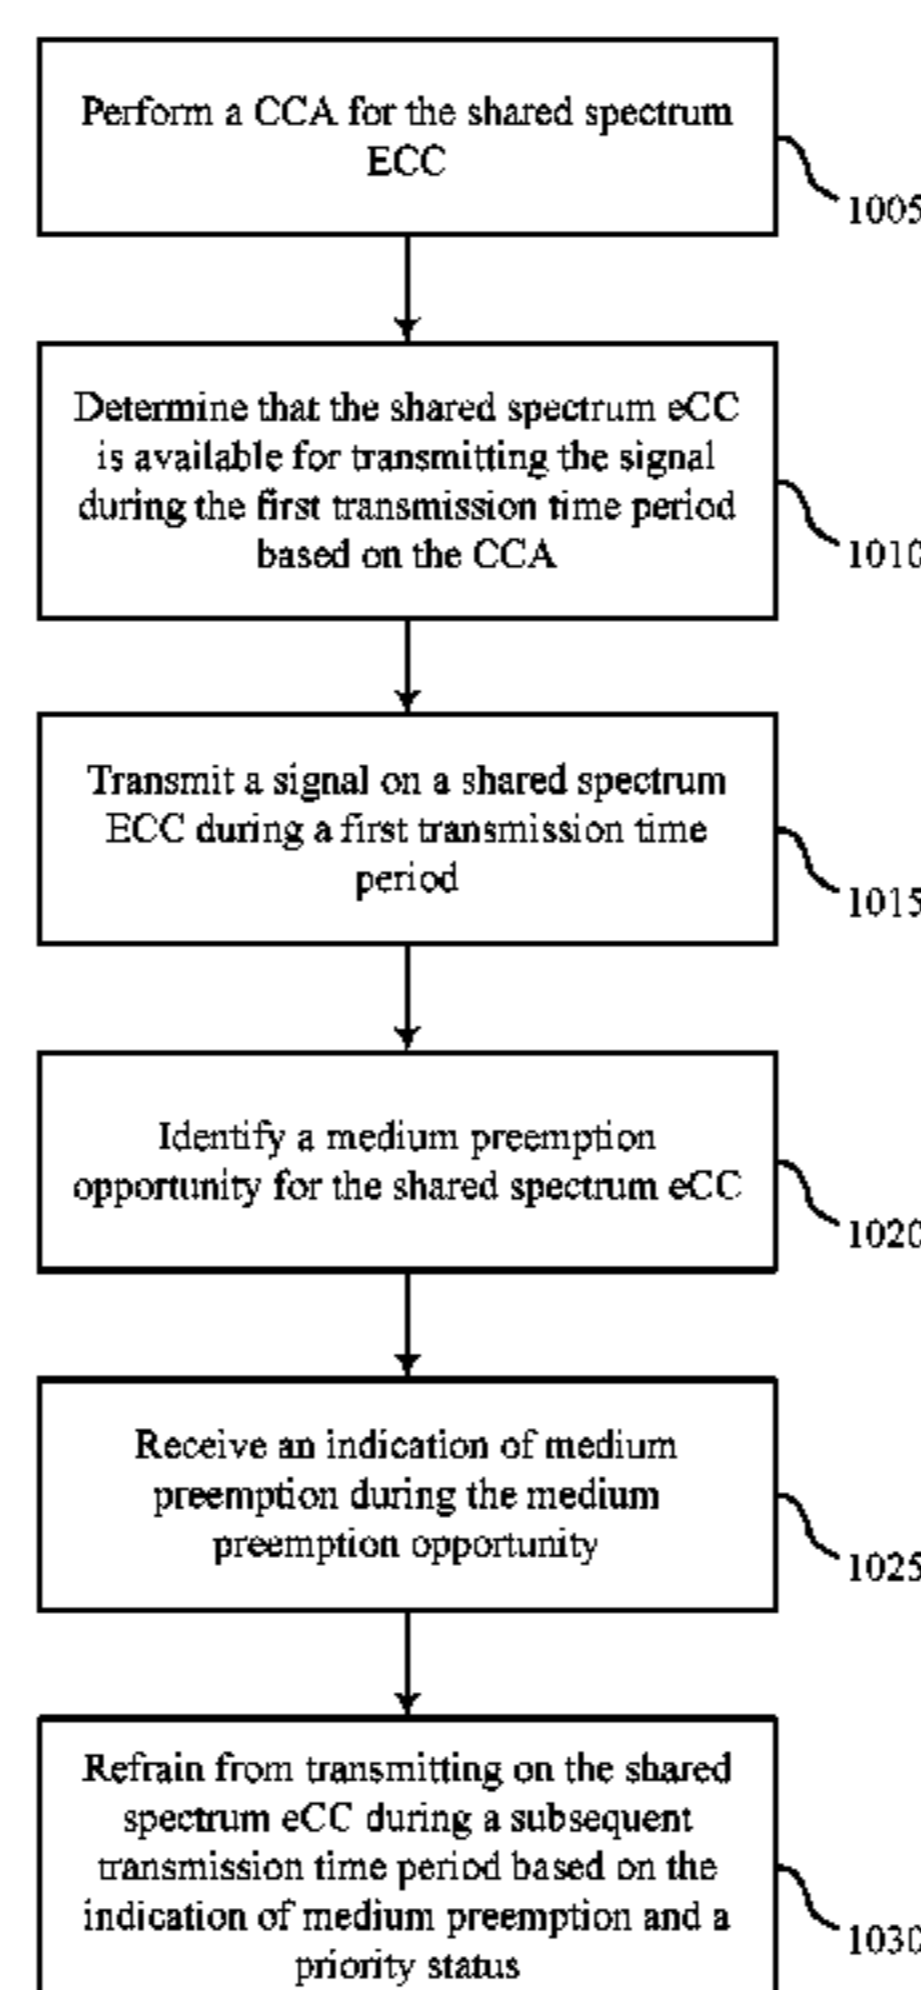 Perform a CCA for the shared spectrum
ECC
1005
Determine that the shared spectrum eCC
is available for transmitting the signal
during the first transmission time period
based on the CCA
1010
Transmit a signal on a shared spectrum
ECC during a first transmission time
period
1015
Identify a medium preemption
opportunity for the shared spectrum eCC
1020
Receive an indication of medium
preemption during the medium
preemption opportunity
1025
Refrain from transmitting on the shared
spectrum eCC during a subsequent
transmission time period based on the
indication of medium preemption and a
priority status
1030